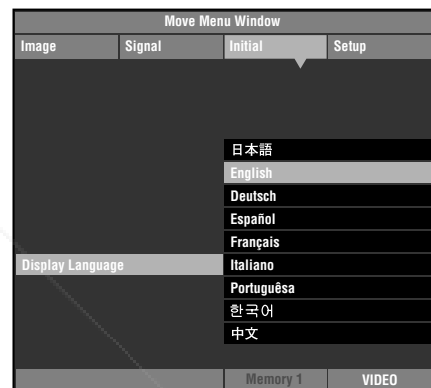 Move Menu Window
Image Signal Initial Setup
日本語
English
Deutsch
Español
Français
Display Language Italiano
Portuguêsa
한국어
中文
Memory 1 VIDEO